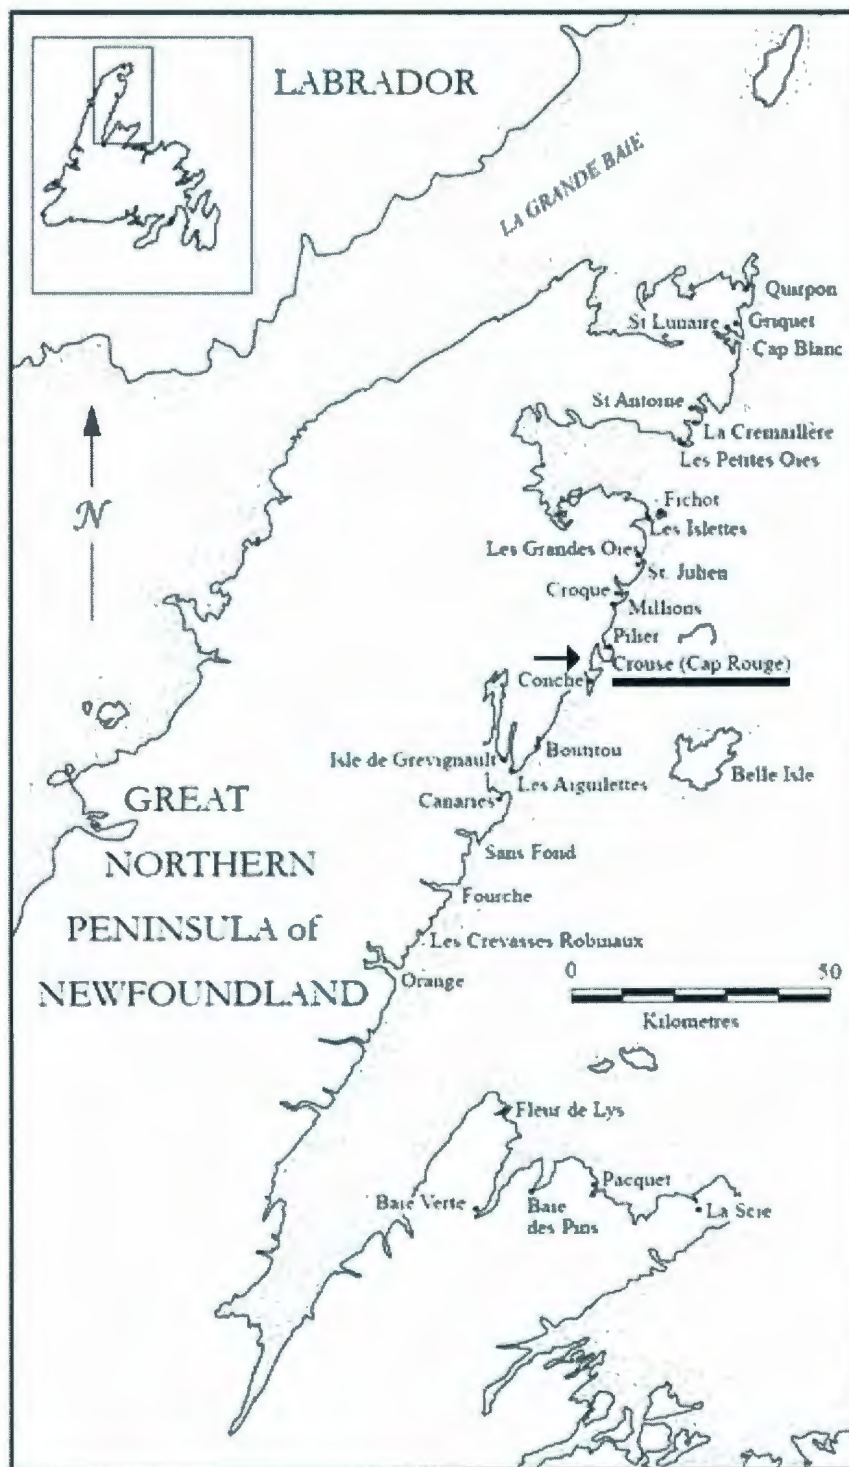 LABRADOR
LA GRANDE BAIE
Quirpon
St Lunaire
Griquet
Cap Blanc
St Antoine
La Cremaillère
Les Petites Oies
N
Fichot
Les Islettes
Les Grandes Oies
St. Julien
Croque
Millions
Pilier
Crouse (Cap Rouge)
Conche
Isle de Grevignault
Boutitou
Belle Isle
Les Aiguillettes
Canaries
GREAT
NORTHERN
PENINSULA of
NEWFOUNDLAND
Sans Fond
Fourche
Les Crevasses Robinaux
Orange
0 50
Kilometres
Fleur de Lys
Pacquet
Baie Verte
Baie
des Pins
La Scie